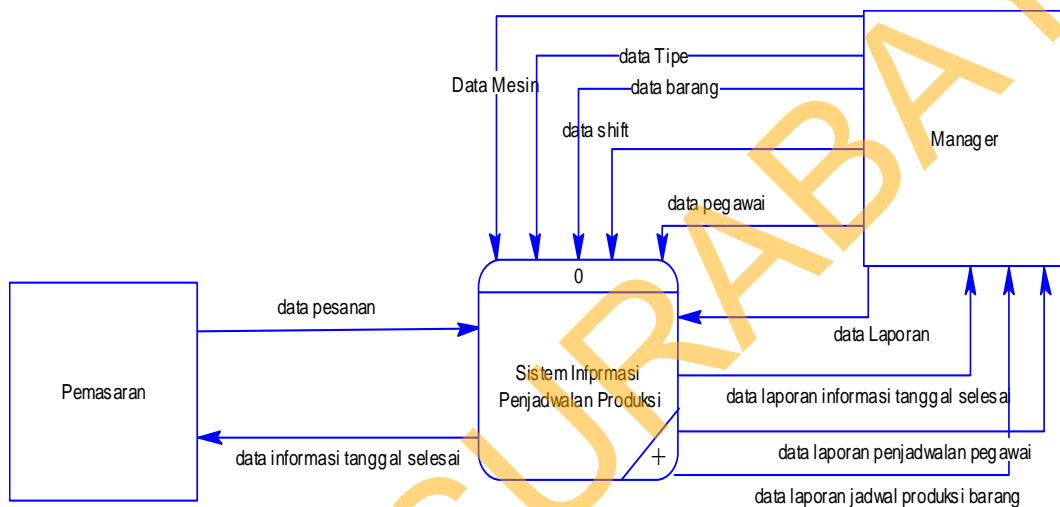 data Tipe
Data Mesin
data barang
data shift
Manager
data pegawai
0
data pesanan
data Laporan
Sistem Infprmasi
Penjadwalan Produksi
Pemasaran
data laporan informasi tanggal selesai
data informasi tanggal selesai
+
data laporan penjadwalan pegawai
data laporan jadwal produksi barang
SURABAY